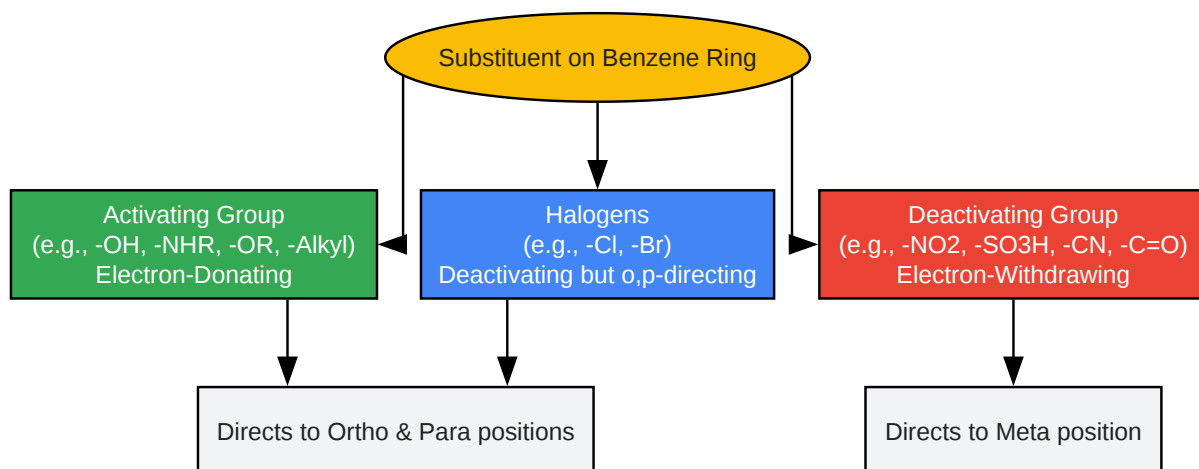 Substituent on Benzene Ring
Activating Group
(e.g., -OH, -NHR, -OR, -Alkyl)
Electron-Donating
Halogens
(e.g., -Cl, -Br)
Deactivating but o,p-directing
Deactivating Group
(e.g., -NO2, -SO3H, -CN, -C=O)
Electron-Withdrawing
Directs to Ortho & Para positions
Directs to Meta position